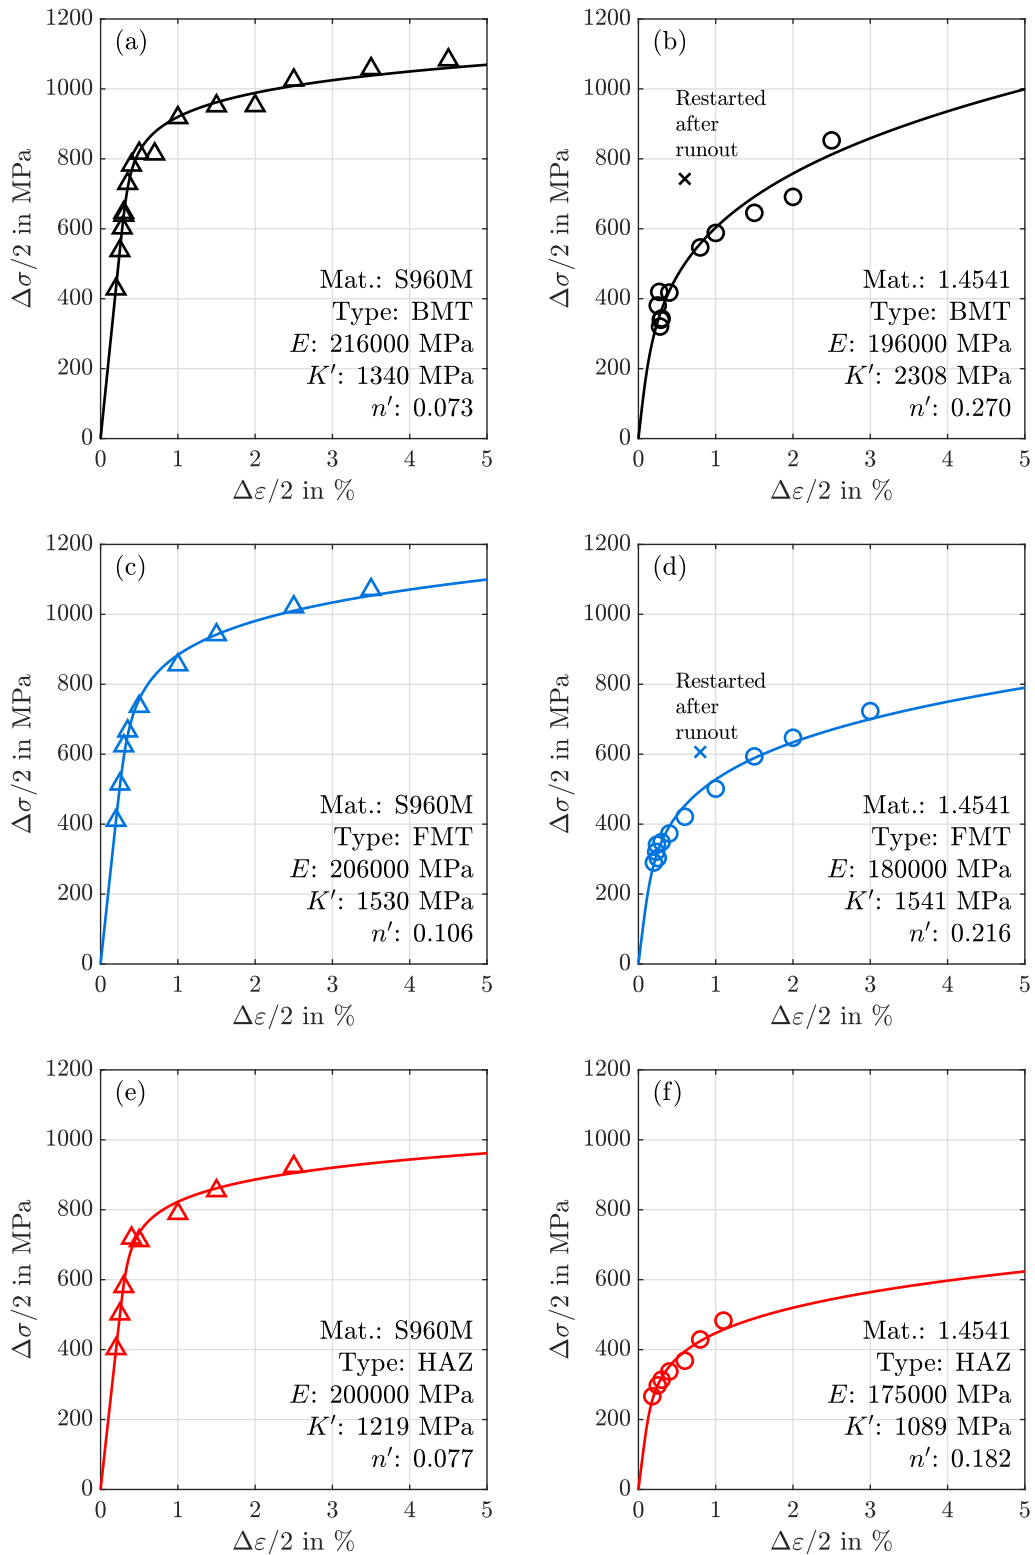 (a)
1200
1000
800
600
400
200
0
Δσ/2 in MPa
Mat.: S960M
Type: BMT
E: 216000 MPa
K′: 1340 MPa
n′: 0.073
0 1 2 3 4 5
Δε/2 in %
(b)
1200
1000
800
600
400
200
0
Δσ/2 in MPa
Restarted
after
runout
Mat.: 1.4541
Type: BMT
E: 196000 MPa
K′: 2308 MPa
n′: 0.270
0 1 2 3 4 5
Δε/2 in %
(c)
1200
1000
800
600
400
200
0
Δσ/2 in MPa
Mat.: S960M
Type: FMT
E: 206000 MPa
K′: 1530 MPa
n′: 0.106
0 1 2 3 4 5
Δε/2 in %
(d)
1200
1000
800
600
400
200
0
Δσ/2 in MPa
Restarted
after
runout
Mat.: 1.4541
Type: FMT
E: 180000 MPa
K′: 1541 MPa
n′: 0.216
0 1 2 3 4 5
Δε/2 in %
(e)
1200
1000
800
600
400
200
0
Δσ/2 in MPa
Mat.: S960M
Type: HAZ
E: 200000 MPa
K′: 1219 MPa
n′: 0.077
0 1 2 3 4 5
Δε/2 in %
(f)
1200
1000
800
600
400
200
0
Δσ/2 in MPa
Mat.: 1.4541
Type: HAZ
E: 175000 MPa
K′: 1089 MPa
n′: 0.182
0 1 2 3 4 5
Δε/2 in %